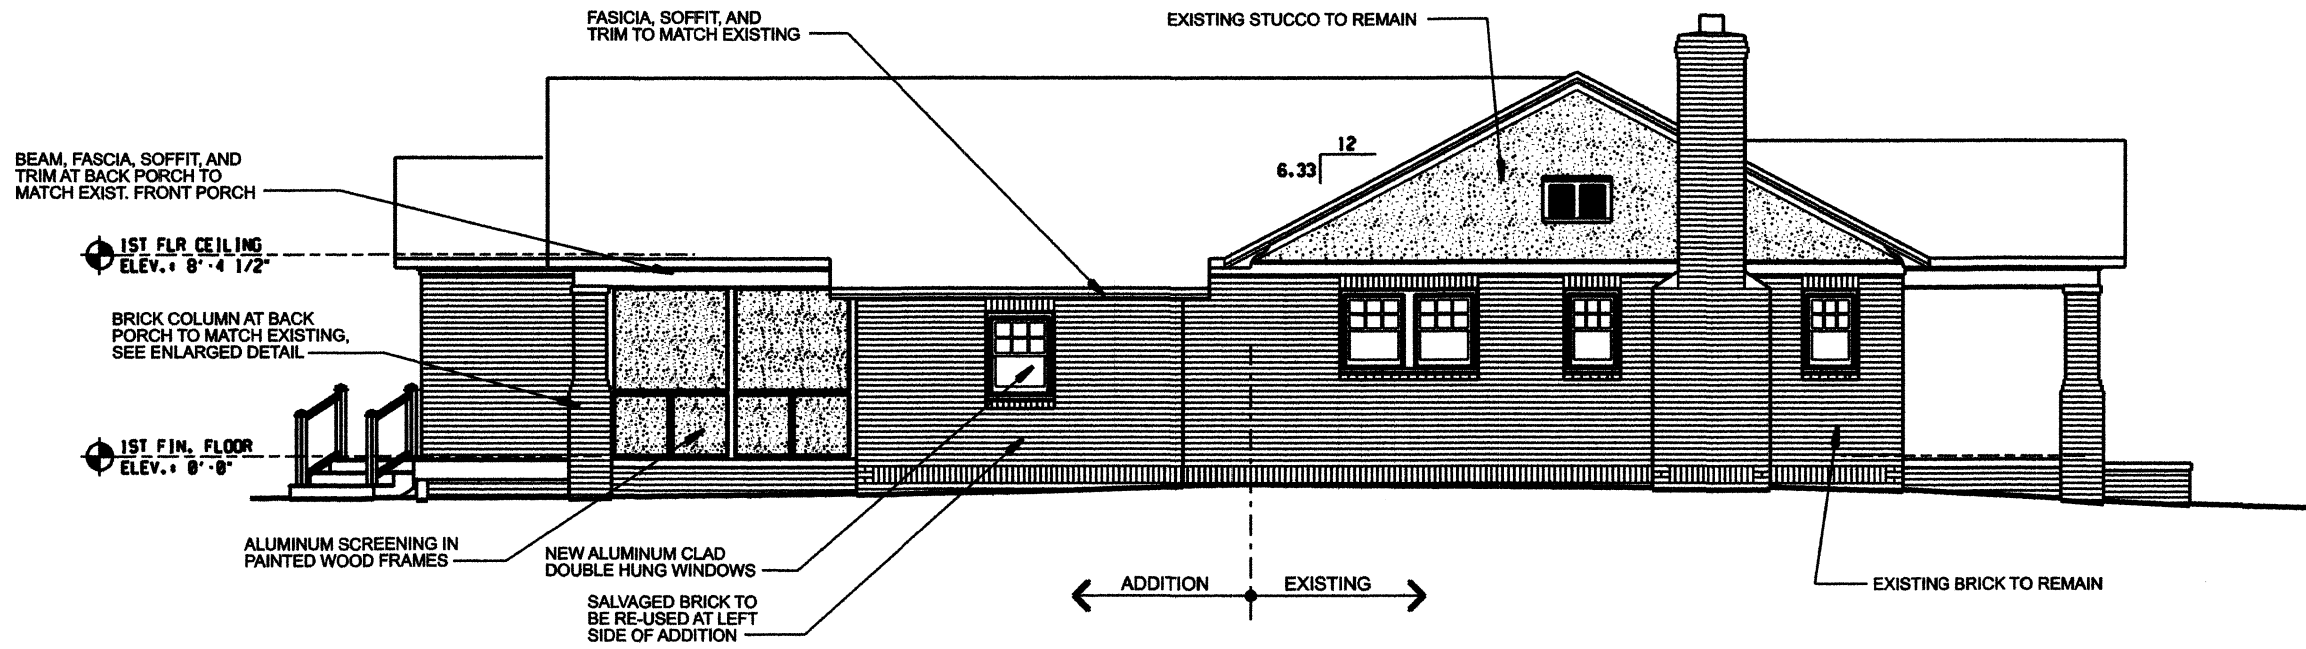 FASICIA, SOFFIT, AND
TRIM TO MATCH EXISTING
EXISTING STUCCO TO REMAIN
12
6.33
BEAM, FASCIA, SOFFIT, AND
TRIM AT BACK PORCH TO
MATCH EXIST. FRONT PORCH
1ST FLR CEILING
ELEV.: 8'-4 1/2"
BRICK COLUMN AT BACK
PORCH TO MATCH EXISTING,
SEE ENLARGED DETAIL
1ST FIN. FLOOR
ELEV.: 0'-0"
ALUMINUM SCREENING IN
PAINTED WOOD FRAMES
NEW ALUMINUM CLAD
DOUBLE HUNG WINDOWS
SALVAGED BRICK TO
BE RE-USED AT LEFT
SIDE OF ADDITION
ADDITION
EXISTING
EXISTING BRICK TO REMAIN